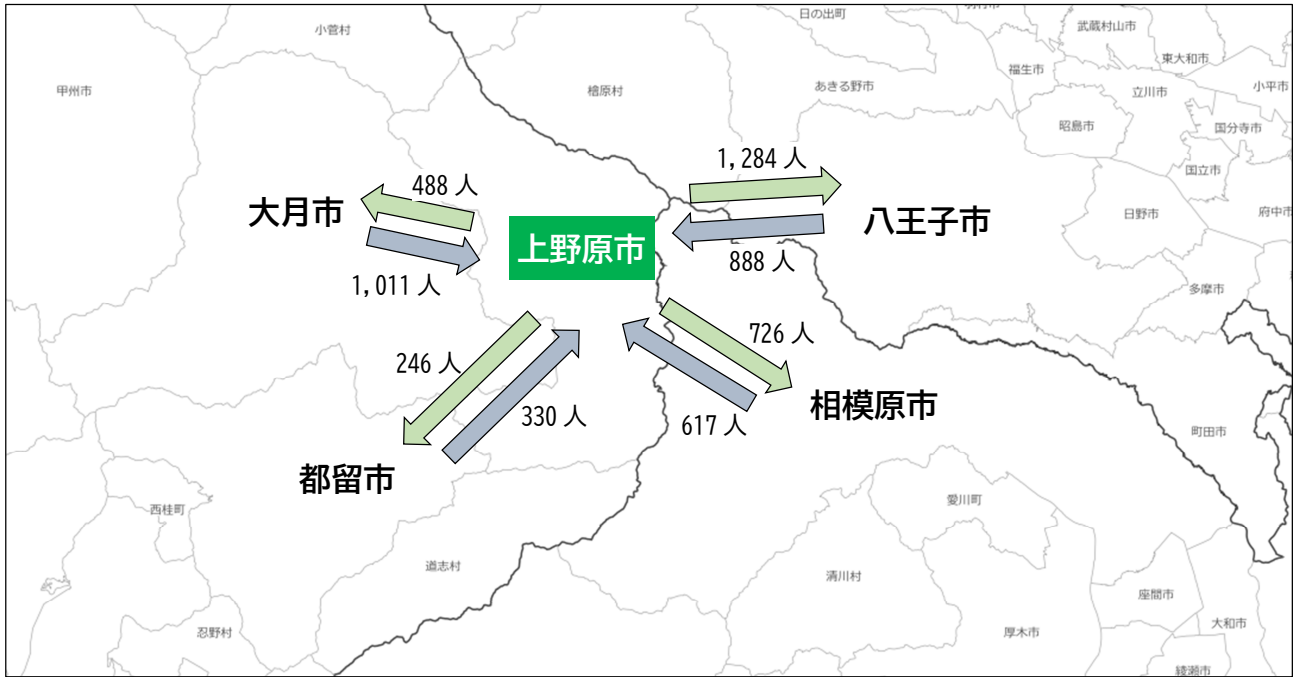 日の出町
武蔵村山市
小菅村
東大和市
福生市
甲州市
檜原村
あきる野市
立川市
小平市
昭島市
国分寺市
1,284 人
国立市
488 人
大月市
八王子市
日野市
府中市
上野原市
888 人
1,011 人
多摩市
726 人
246 人
相模原市
330 人
617 人
町田市
都留市
愛川町
西桂町
道志村
清川村
座間市
忍野村
厚木市
大和市
綾瀬市